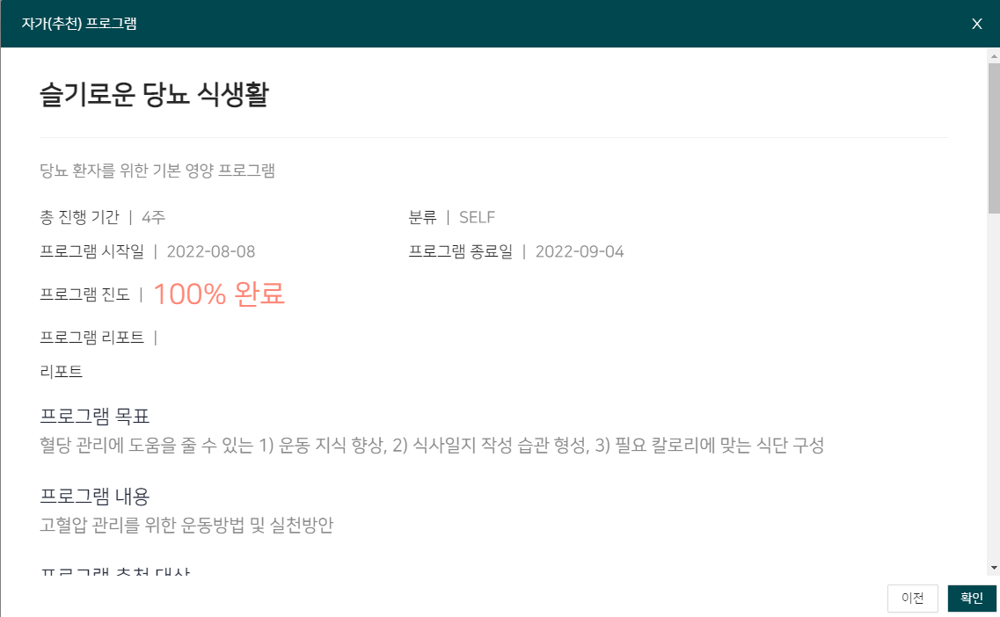 자가(추천) 프로그램 X
슬기로운 당뇨 식생활
당뇨 환자를 위한 기본 영양 프로그램
총 진행 기간 | 4주 분류 | SELF
프로그램 시작일 | 2022-08-08 프로그램 종료일 | 2022-09-04
프로그램 진도 | 100% 완료
프로그램 리포트 |
리포트
프로그램 목표
혈당 관리에 도움을 줄 수 있는 1) 운동 지식 향상, 2) 식사일지 작성 습관 형성, 3) 필요 칼로리에 맞는 식단 구성
프로그램 내용
고혈압 관리를 위한 운동방법 및 실천방안
프로그램 추천 대상
이전 확인